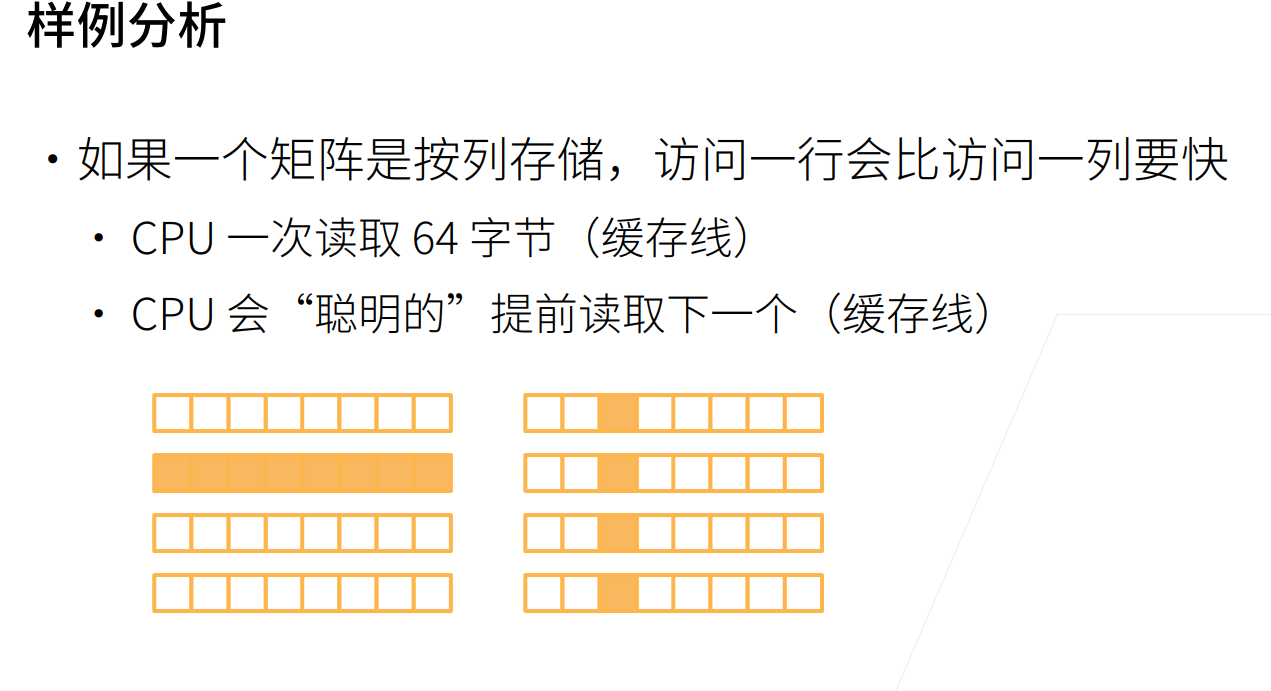 样例分析
• 如果一个矩阵是按列存储，访问一行会比访问一列要快
• CPU 一次读取 64 字节（缓存线）
• CPU 会“聪明的”提前读取下一个（缓存线）